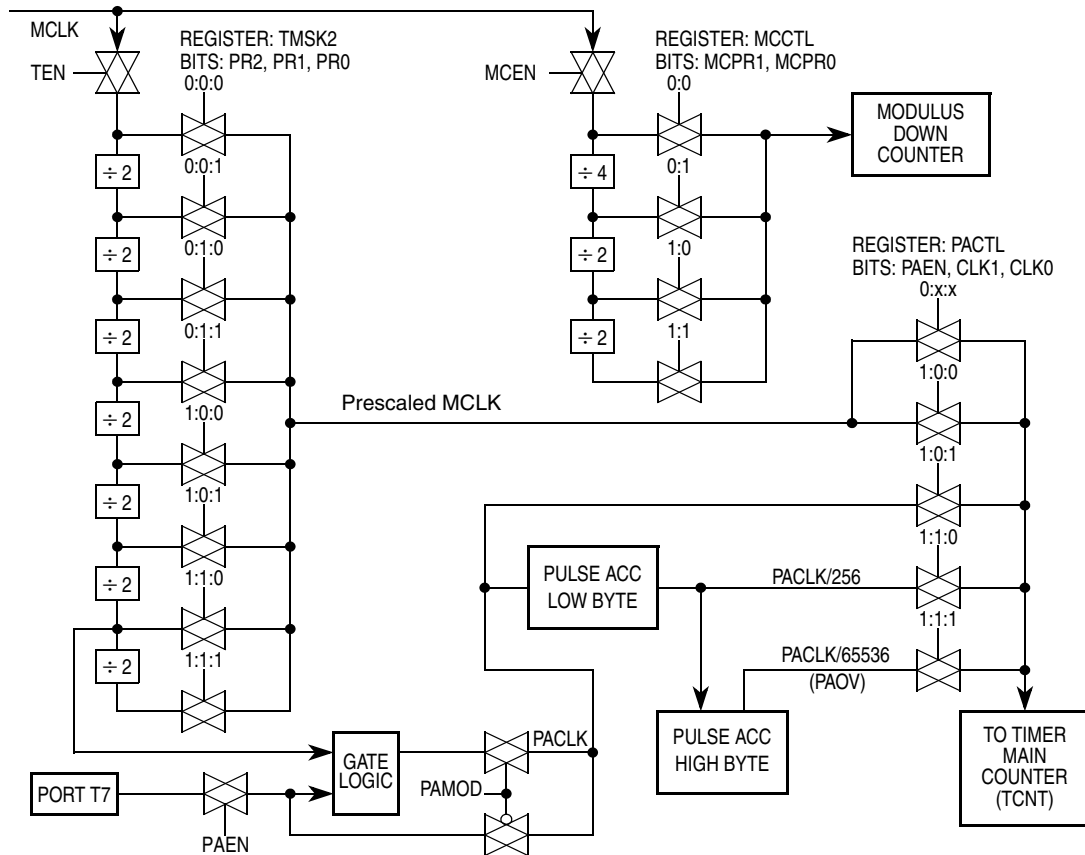 MCLK
TEN
REGISTER: TMSK2
BITS: PR2, PR1, PR0
0:0:0
÷ 2
0:0:1
÷ 2
0:1:0
÷ 2
0:1:1
÷ 2
1:0:0
÷ 2
1:0:1
÷ 2
1:1:0
÷ 2
1:1:1
MCEN
REGISTER: MCCTL
BITS: MCPR1, MCPR0
0:0
÷ 4
0:1
÷ 2
1:0
÷ 2
1:1
MODULUS
DOWN
COUNTER
REGISTER: PACTL
BITS: PAEN, CLK1, CLK0
0:x:x
Prescaled MCLK
1:0:0
1:0:1
1:1:0
PULSE ACC
LOW BYTE
PACLK/256
1:1:1
PACLK/65536
(PAOV)
PULSE ACC
HIGH BYTE
TO TIMER
MAIN
COUNTER
(TCNT)
PORT T7
PAEN
GATE
LOGIC
PACLK
PAMOD